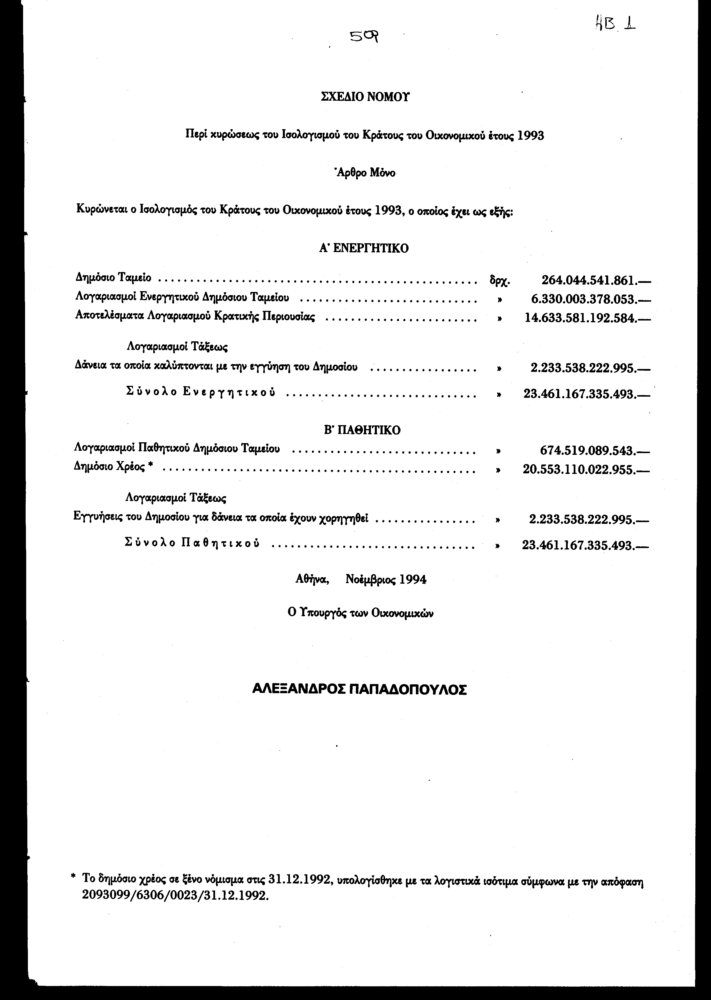 ΗΒ 1
509
ΣΧΕΔΙΟ ΝΟΜΟΥ
Περί κυρώσεως του Ισολογισμού του Κράτους του Οικονομικού έτους 1993
Άρθρο Μόνο
Κυρώνεται ο Ισολογισμός του Κράτους του Οικονομικού έτους 1993, ο οποίος έχει ως εξής:
Α΄ ΕΝΕΡΓΗΤΙΚΟ
Δημόσιο Ταμείο .......... δρχ. 264.044.541.861.—
Λογαριασμοί Ενεργητικού Δημόσιου Ταμείου .......... » 6.330.003.378.053.—
Αποτελέσματα Λογαριασμού Κρατικής Περιουσίας .......... » 14.633.581.192.584.—
Λογαριασμοί Τάξεως
Δάνεια τα οποία καλύπτονται με την εγγύηση του Δημοσίου .......... » 2.233.538.222.995.—
Σύνολο Ενεργητικού .......... » 23.461.167.335.493.—
Β΄ ΠΑΘΗΤΙΚΟ
Λογαριασμοί Παθητικού Δημόσιου Ταμείου .......... » 674.519.089.543.—
Δημόσιο Χρέος * .......... » 20.553.110.022.955.—
Λογαριασμοί Τάξεως
Εγγυήσεις του Δημοσίου για δάνεια τα οποία έχουν χορηγηθεί .......... » 2.233.538.222.995.—
Σύνολο Παθητικού .......... » 23.461.167.335.493.—
Αθήνα, Νοέμβριος 1994
Ο Υπουργός των Οικονομικών
ΑΛΕΞΑΝΔΡΟΣ ΠΑΠΑΔΟΠΟΥΛΟΣ
* Το δημόσιο χρέος σε ξένο νόμισμα στις 31.12.1992, υπολογίσθηκε με τα λογιστικά ισότιμα σύμφωνα με την απόφαση
2093099/6306/0023/31.12.1992.